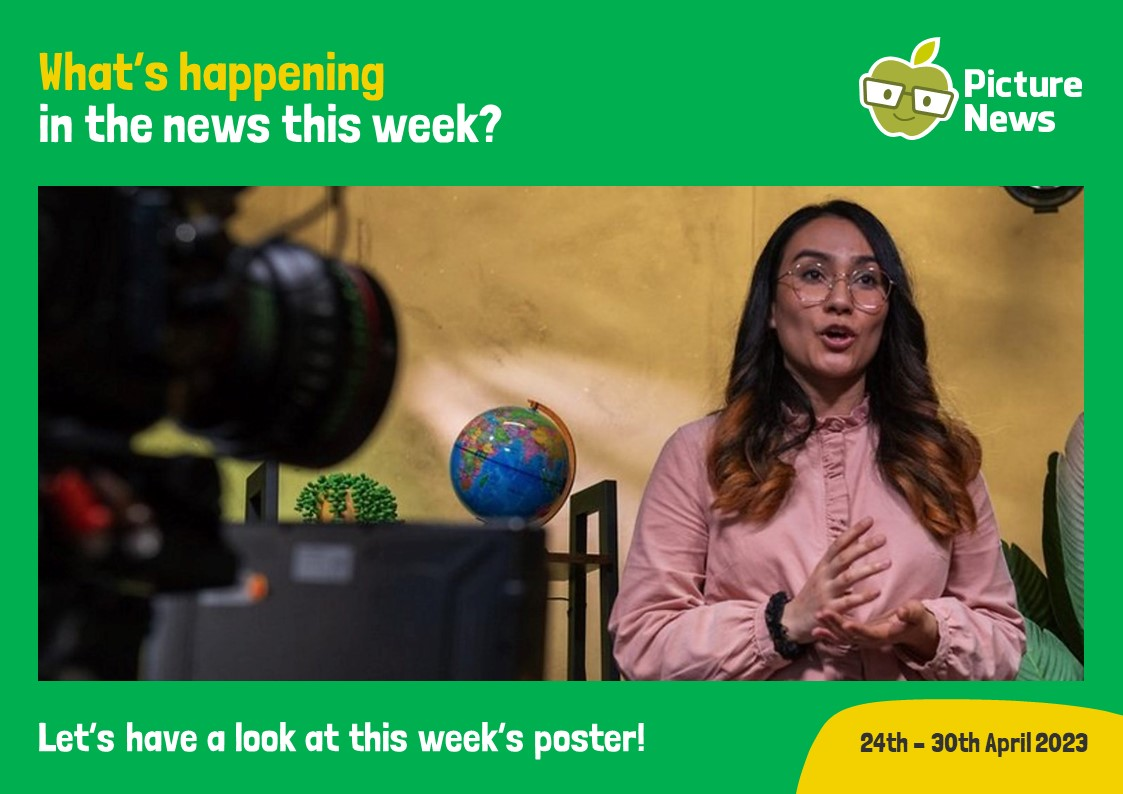 What's happening
in the news this week?
Picture
News
Let's have a look at this week's poster!
24th – 30th April 2023